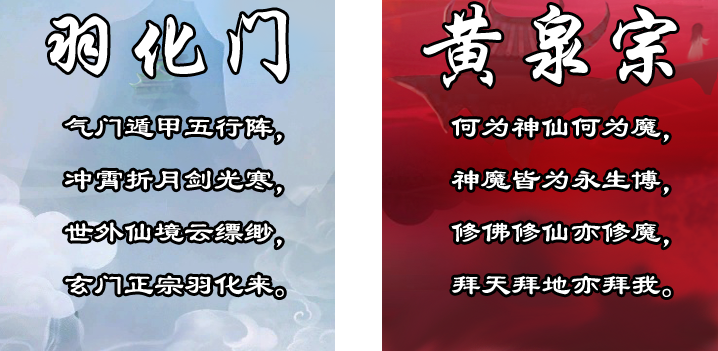 羽化门
气门遁甲五行阵，
冲霄折月剑光寒，
世外仙境云缥缈，
玄门正宗羽化来。
黄泉宗
何为神仙何为魔，
神魔皆为永生博，
修佛修仙亦修魔，
拜天拜地亦拜我。